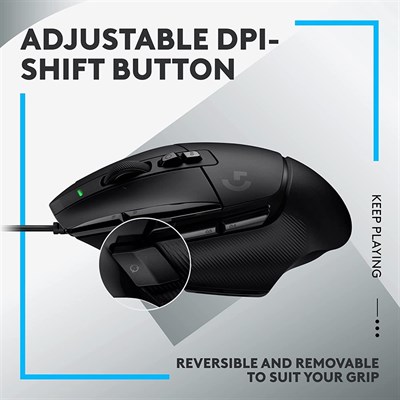 ADJUSTABLE DPI-
SHIFT BUTTON
KEEP PLAYING
REVERSIBLE AND REMOVABLE
TO SUIT YOUR GRIP